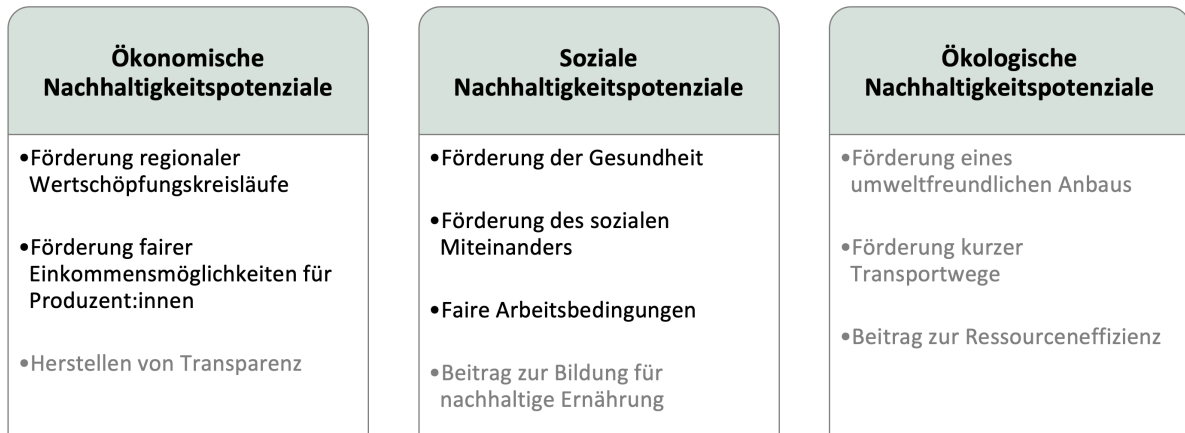 Ökonomische
Nachhaltigkeitspotenziale
•Förderung regionaler
Wertschöpfungskreisläufe
•Förderung fairer
Einkommensmöglichkeiten für
Produzent:innen
•Herstellen von Transparenz
Soziale
Nachhaltigkeitspotenziale
•Förderung der Gesundheit
•Förderung des sozialen
Miteinanders
•Faire Arbeitsbedingungen
•Beitrag zur Bildung für
nachhaltige Ernährung
Ökologische
Nachhaltigkeitspotenziale
•Förderung eines
umweltfreundlichen Anbaus
•Förderung kurzer
Transportwege
•Beitrag zur Ressourceneffizienz